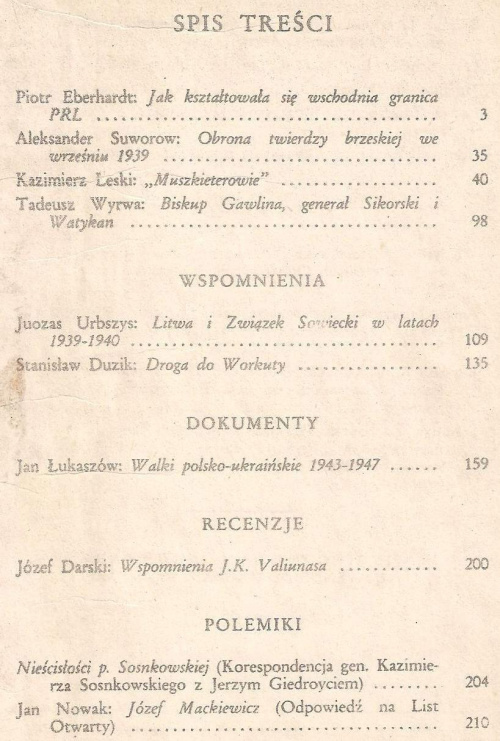 SPIS TREŚCI
Piotr Eberhardt: Jak kształtowała się wschodnia granica
PRL .................................... 3
Aleksander Suworow: Obrona twierdzy brzeskiej we
wrześniu 1939 .......................... 35
Kazimierz Leski: „Muszkieterowie” ............... 40
Tadeusz Wyrwa: Biskup Gawlina, generał Sikorski i
Watykan .............................. 98
WSPOMNIENIA
Juozas Urbszys: Litwa i Związek Sowiecki w latach
1939-1940 .............................. 109
Stanisław Duzik: Droga do Workuty .............. 135
DOKUMENTY
Jan Łukaszów: Walki polsko-ukraińskie 1943-1947 ...... 159
RECENZJE
Józef Darski: Wspomnienia J.K. Valiunasa ............ 200
POLEMIKI
Nieścisłości p. Sosnkowskiej (Korespondencja gen. Kazimie-
rza Sosnkowskiego z Jerzym Giedroyciem) ........ 204
Jan Nowak: Józef Mackiewicz (Odpowiedź na List
Otwarty) ................................ 210